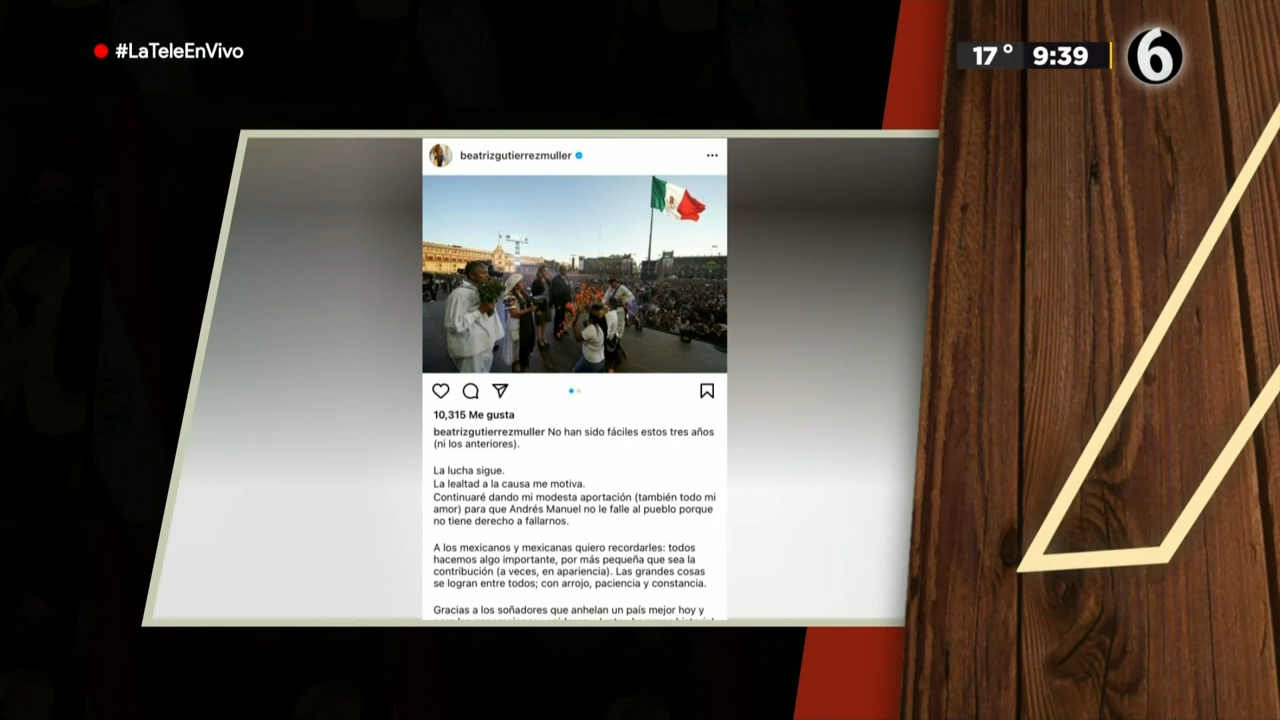 #LaTeleEnVivo
17° 9:39 6
beatrizgutierrezmuller
10,315 Me gusta
beatrizgutierrezmuller No han sido fáciles estos tres años
(ni los anteriores).
La lucha sigue.
La lealtad a la causa me motiva.
Continuaré dando mi modesta aportación (también todo mi
amor) para que Andrés Manuel no le falle al pueblo porque
no tiene derecho a fallarnos.
A los mexicanos y mexicanas quiero recordarles: todos
hacemos algo importante, por más pequeña que sea la
contribución (a veces, en apariencia). Las grandes cosas
se logran entre todos; con arrojo, paciencia y constancia.
Gracias a los soñadores que anhelan un país mejor hoy y